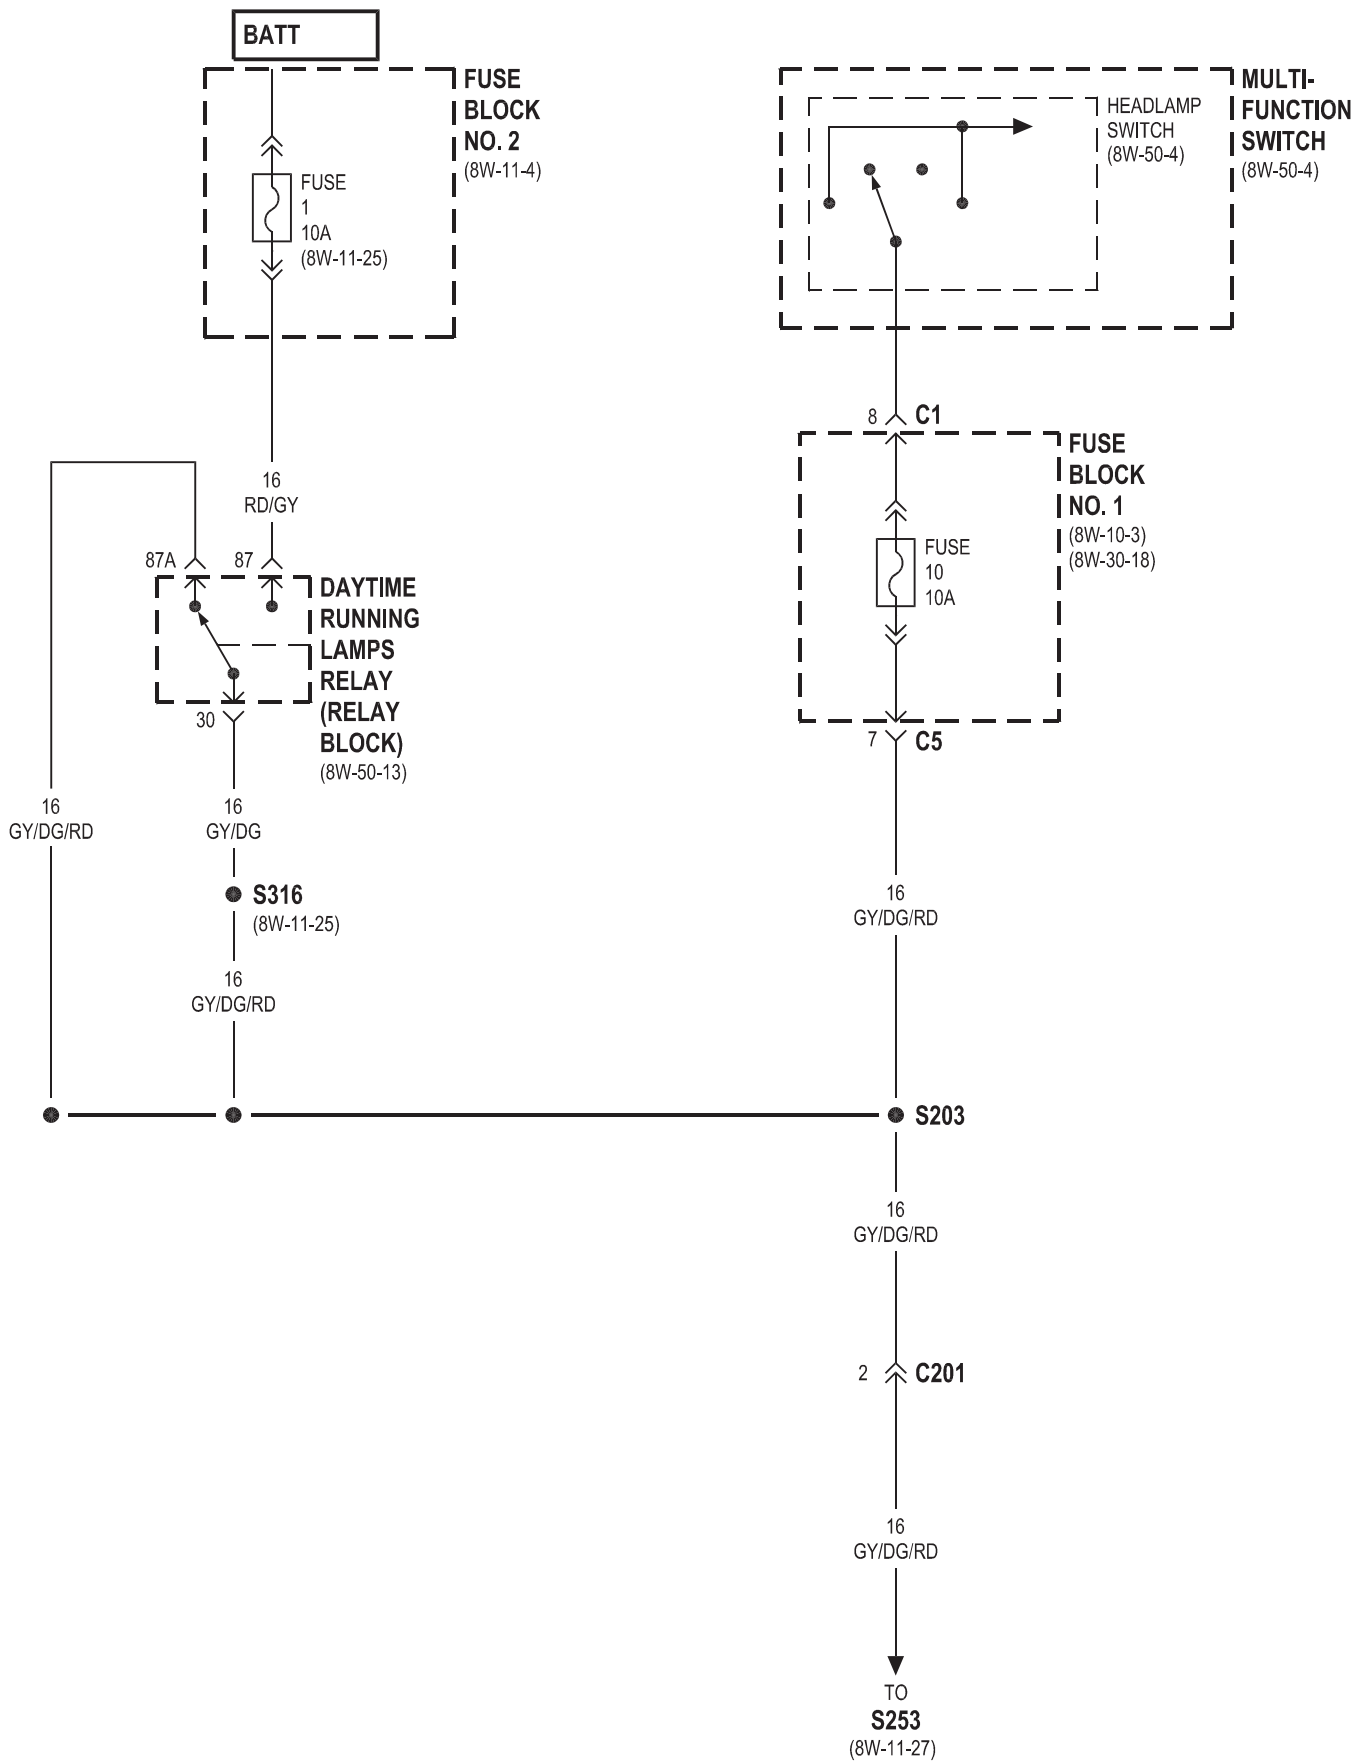 BATT
FUSE
BLOCK
NO. 2
(8W-11-4)
FUSE
1
10A
(8W-11-25)
MULTI-
FUNCTION
SWITCH
(8W-50-4)
HEADLAMP
SWITCH
(8W-50-4)
8 C1
FUSE
BLOCK
NO. 1
(8W-10-3)
(8W-30-18)
FUSE
10
10A
7 C5
16
RD/GY
87A 87
DAYTIME
RUNNING
LAMPS
RELAY
(RELAY
BLOCK)
(8W-50-13)
30
16
GY/DG/RD
16
GY/DG
S316
(8W-11-25)
16
GY/DG/RD
16
GY/DG/RD
S203
16
GY/DG/RD
2 C201
16
GY/DG/RD
TO
S253
(8W-11-27)